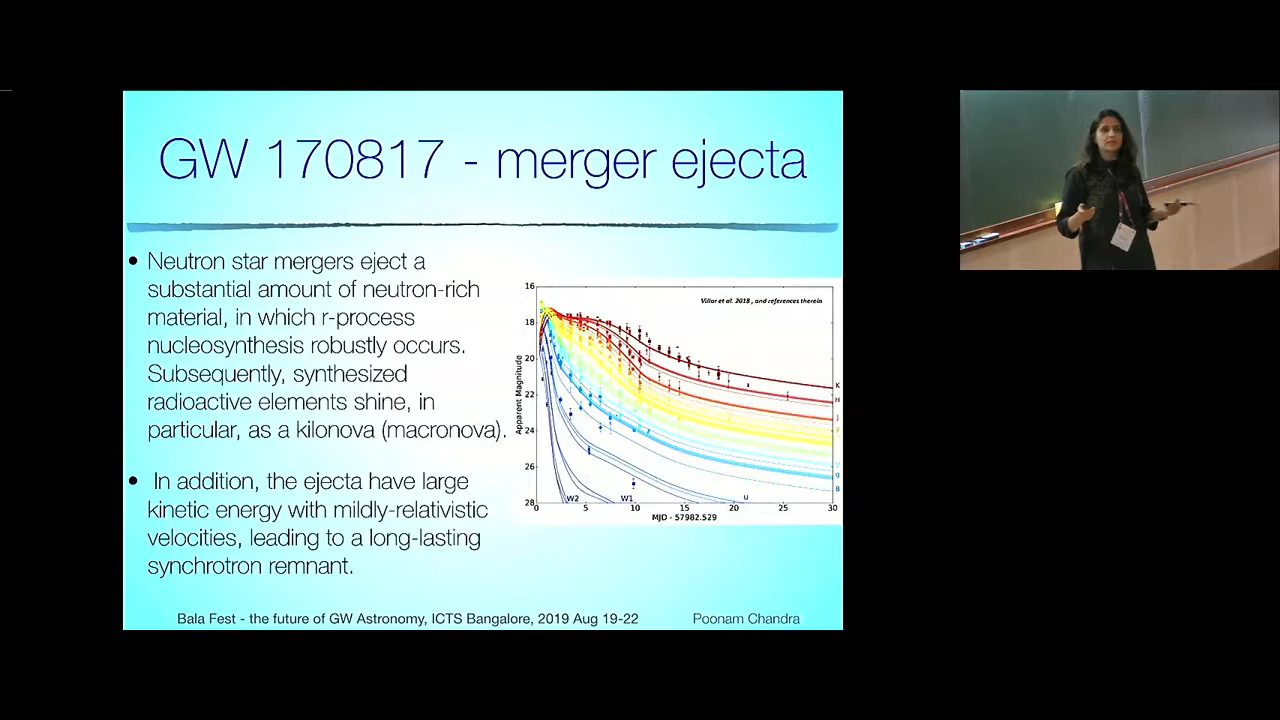 GW 170817 - merger ejecta
• Neutron star mergers eject a
substantial amount of neutron-rich
material, in which r-process
nucleosynthesis robustly occurs.
Subsequently, synthesized
radioactive elements shine, in
particular, as a kilonova (macronova).
• In addition, the ejecta have large
kinetic energy with mildly-relativistic
velocities, leading to a long-lasting
synchrotron remnant.
Villar et al. 2018, and references therein
Apparent Magnitude
16
18
20
22
24
26
28
K
H
J
g
B
W2
W1
u
0 5 10 15 20 25 30
MJD - 57982.529
Bala Fest - the future of GW Astronomy, ICTS Bangalore, 2019 Aug 19-22
Poonam Chandra